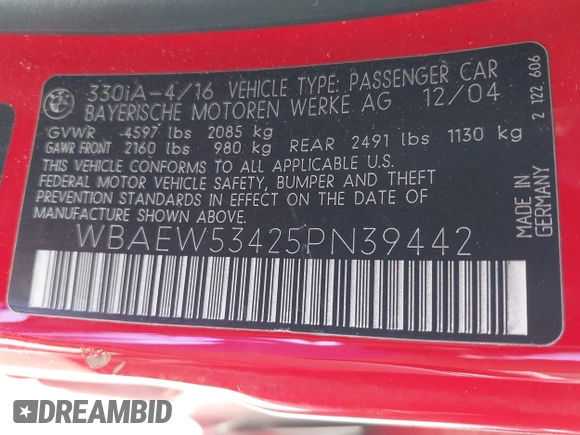 330iA-4/16 VEHICLE TYPE: PASSENGER CAR
BAYERISCHE MOTOREN WERKE AG 12/04
GVWR 4597 lbs 2085 kg
GAWR FRONT 2160 lbs 980 kg REAR 2491 lbs 1130 kg
THIS VEHICLE CONFORMS TO ALL APPLICABLE U.S.
FEDERAL MOTOR VEHICLE SAFETY, BUMPER AND THEFT
PREVENTION STANDARDS IN EFFECT ON THE DATE OF
MANUFACTURE SHOWN ABOVE:
WBAEW53425PN39442
MADE IN
GERMANY
2 122 606
DREAMBID